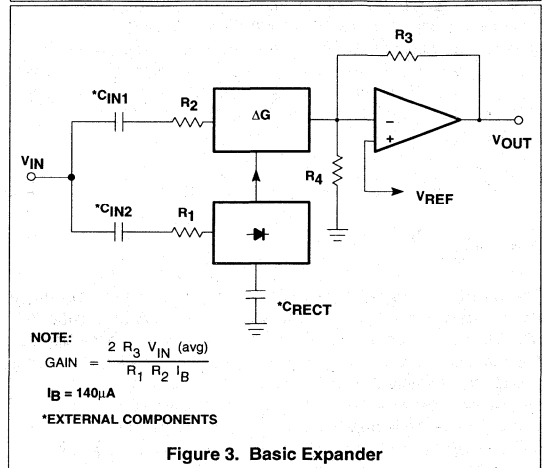 R3
*CIN1
R2
ΔG
−
+
VOUT
VIN
R4
VREF
*CIN2
R1
*CRECT
NOTE:
GAIN = 2 R3 VIN (avg) / R1 R2 IB
IB = 140μA
*EXTERNAL COMPONENTS
Figure 3. Basic Expander